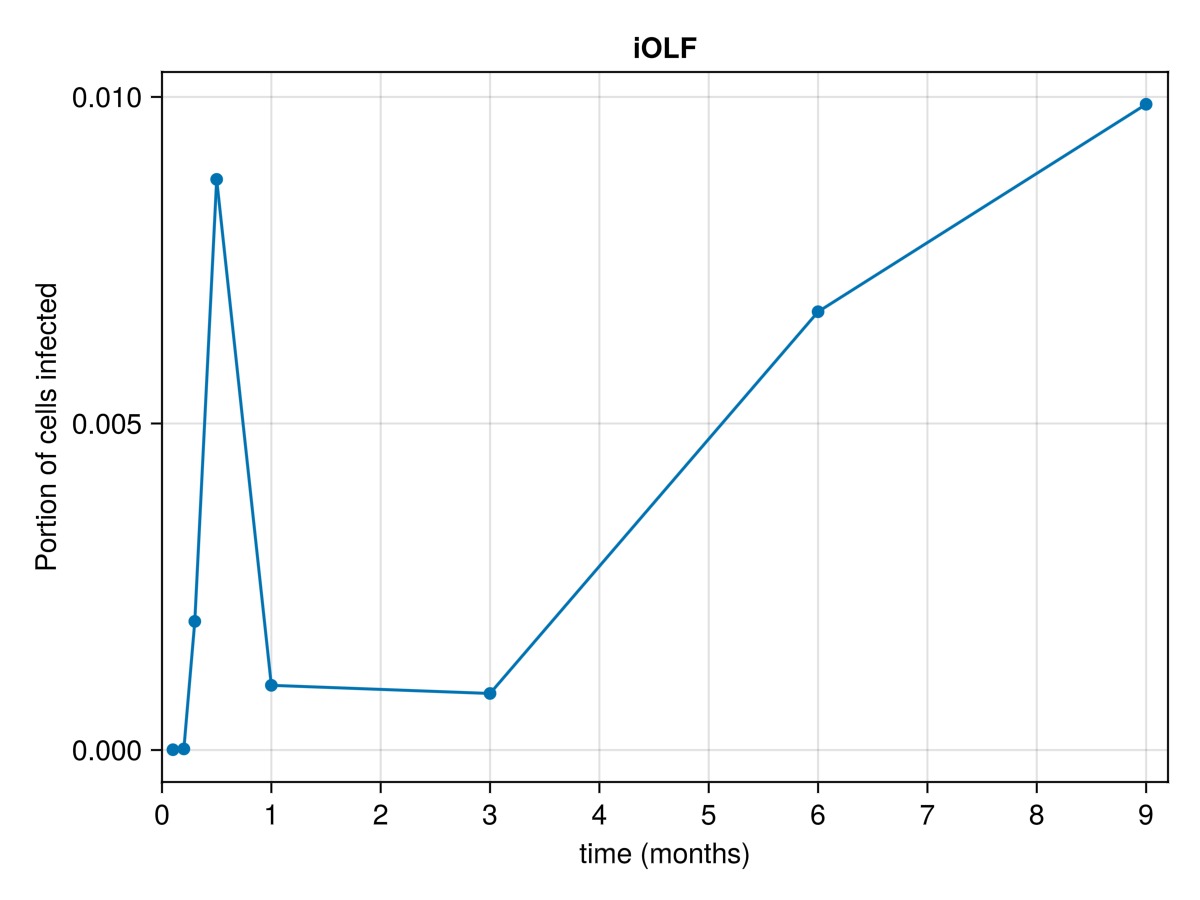 iOLF
0.010
0.005
0.000
Portion of cells infected
0 1 2 3 4 5 6 7 8 9
time (months)